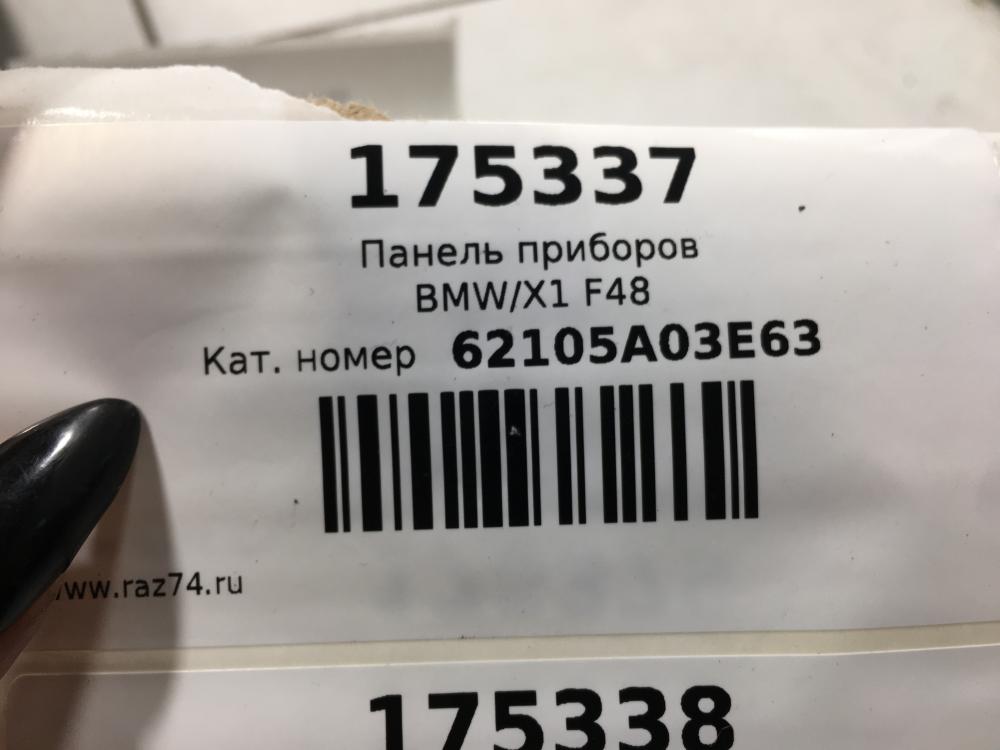 175337
Панель приборов
BMW/X1 F48
Кат. номер 62105A03E63
ww.raz74.ru
175338